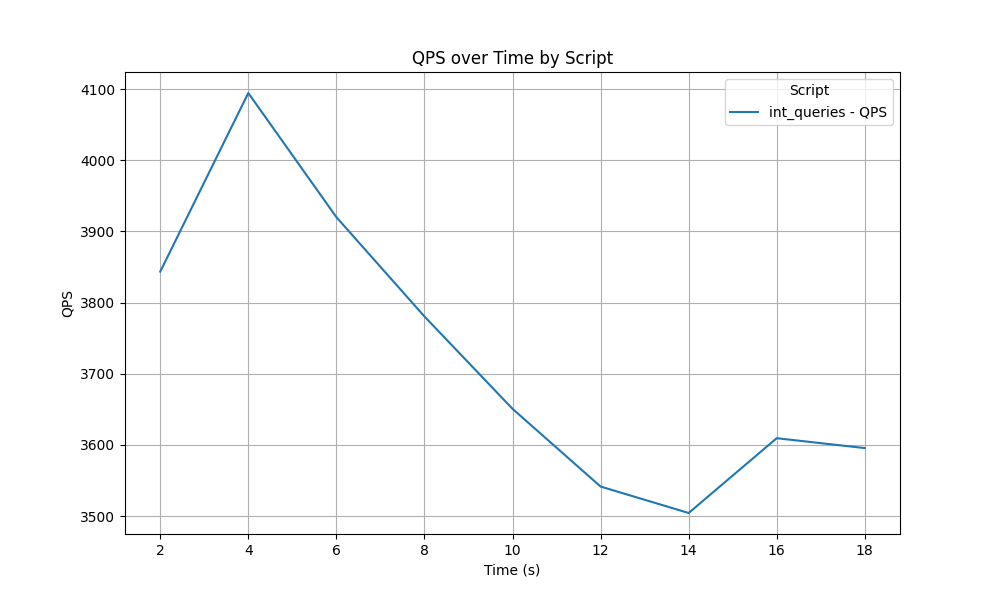 QPS over Time by Script
Script
int_queries - QPS
4100
4000
3900
3800
3700
3600
3500
QPS
2 4 6 8 10 12 14 16 18
Time (s)